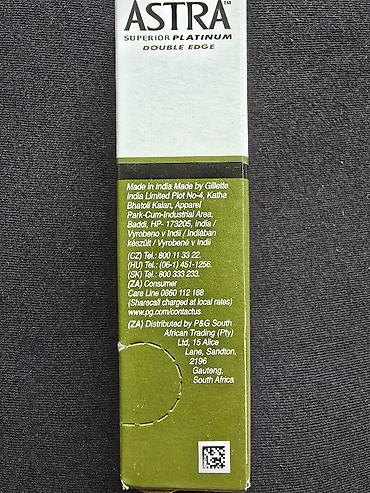 ASTRA™
SUPERIOR PLATINUM
DOUBLE EDGE
Made in India Made by Gillette
India Limited Plot No-4, Katha
Bhatoli Kalan, Apparel
Park-Cum-Industrial Area,
Baddi, HP- 173205, India /
Vyrobeno v Indii / Indiában
készült / Vyrobené v Indii
(CZ) Tel.: 800 11 33 22.
(HU) Tel.: (06-1) 451-1256.
(SK) Tel.: 800 333 233.
(ZA) Consumer
Care Line 0860 112 188
(Sharecall charged at local rates)
www.pg.com/contactus
(ZA) Distributed by P&G South
African Trading (Pty)
Ltd, 15 Alice
Lane, Sandton,
2196
Gauteng,
South Africa